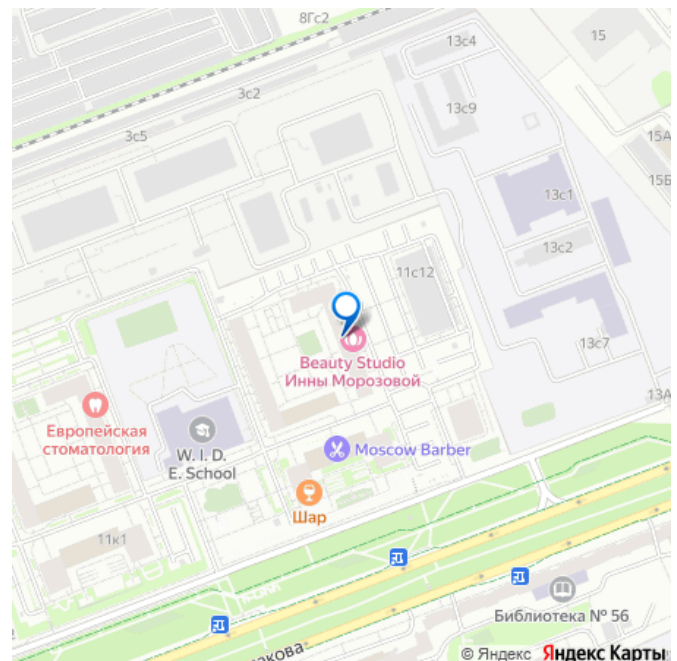 8Гс2
13с4
15
3с2
13с9
3с5
15А
15Б
13с1
13с2
11с12
Beauty Studio
Инны Морозовой
13с7
13А
Европейская
стоматология
W. I. D.
E. School
Moscow Barber
Шар
11к1
Библиотека № 56
© Яндекс Яндекс Карты